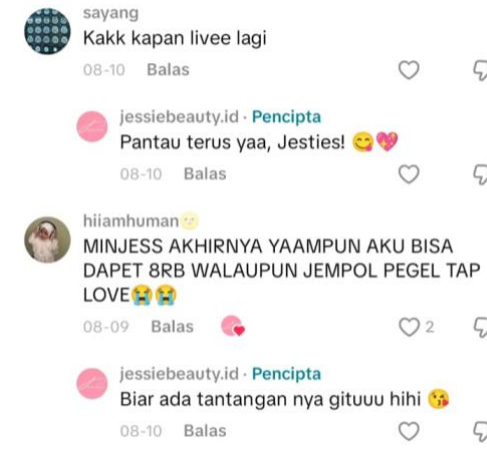 sayang
Kakk kapan livee lagi
08-10 Balas
jessiebeauty.id · Pencipta
Pantau terus yaa, Jesties! 😋💖
08-10 Balas
hiiamhuman🌝
MINJESS AKHIRNYA YAAMPUN AKU BISA
DAPET 8RB WALAUPUN JEMPOL PEGEL TAP
LOVE😭😭
08-09 Balas 2
jessiebeauty.id · Pencipta
Biar ada tantangan nya gituuu hihi 😘
08-10 Balas